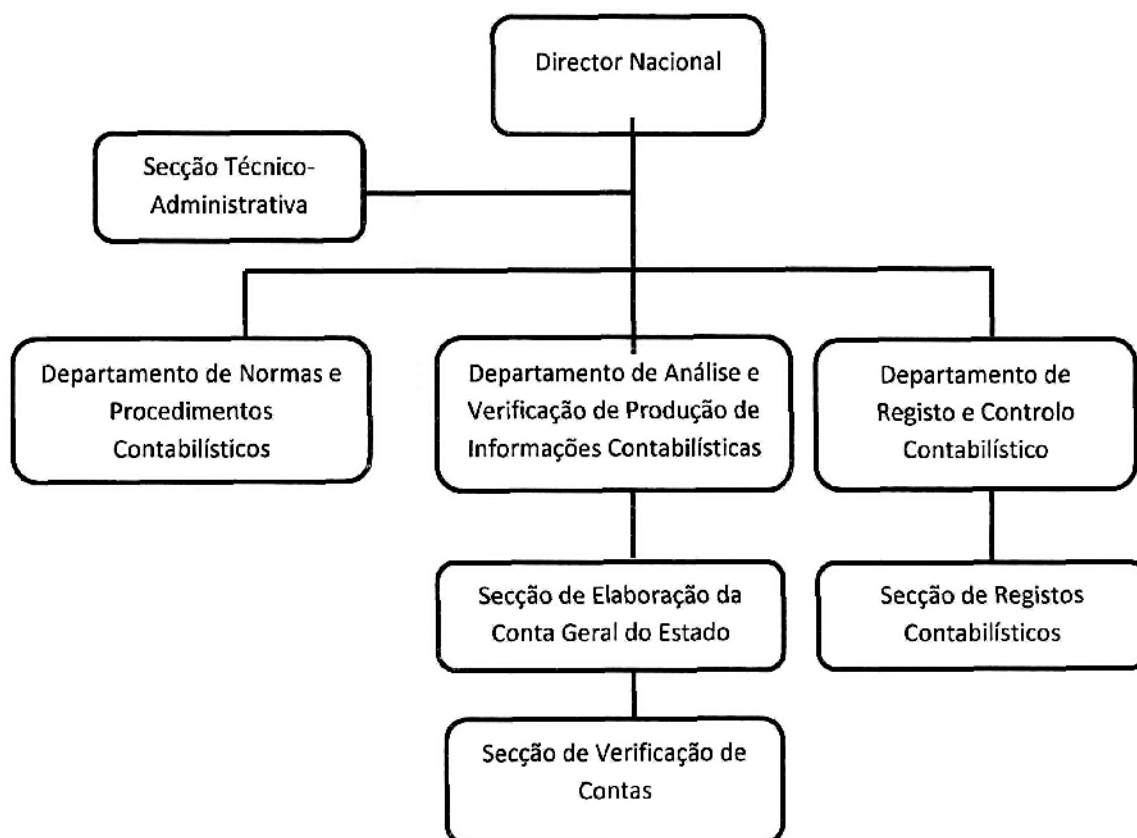 Director Nacional
Secção Técnico-
Administrativa
Departamento de Normas e
Procedimentos
Contabilísticos
Departamento de Análise e
Verificação de Produção de
Informações Contabilísticas
Departamento de
Registo e Controlo
Contabilístico
Secção de Elaboração da
Conta Geral do Estado
Secção de Registos
Contabilísticos
Secção de Verificação de
Contas